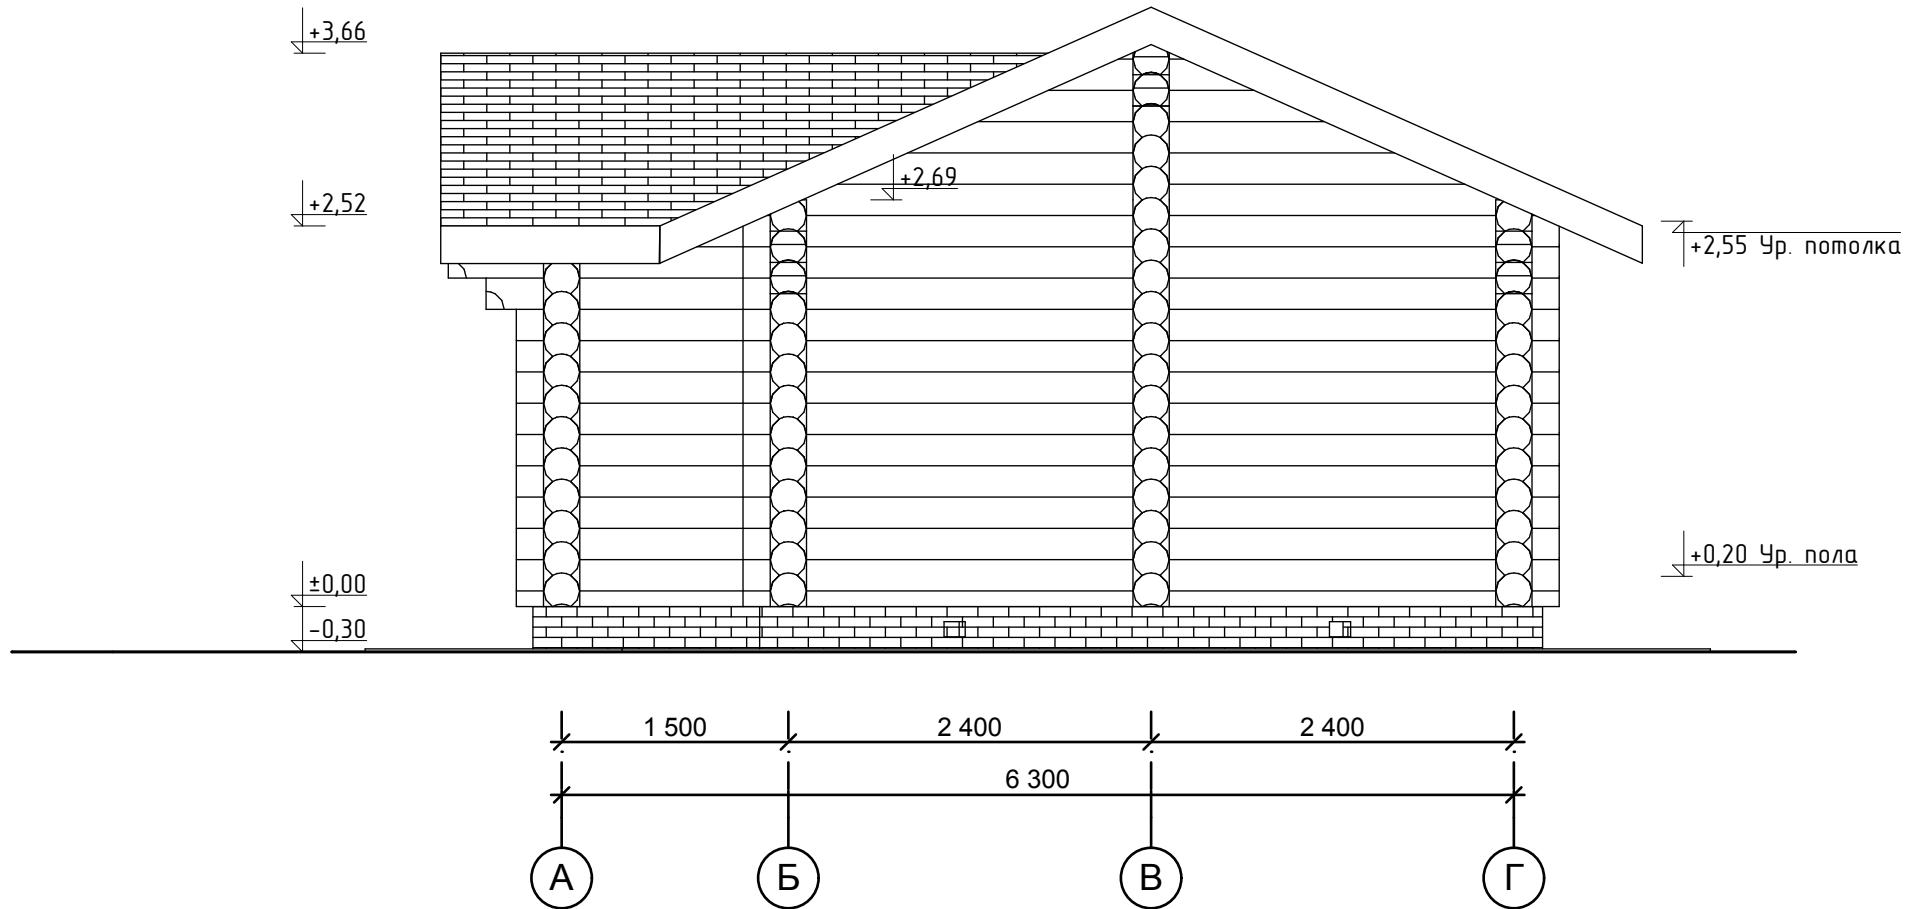 +3,66
+2,69
+2,52
+2,55 Ур. потолка
+0,20 Ур. пола
±0,00
-0,30
1 500
2 400
2 400
6 300
А
Б
В
Г